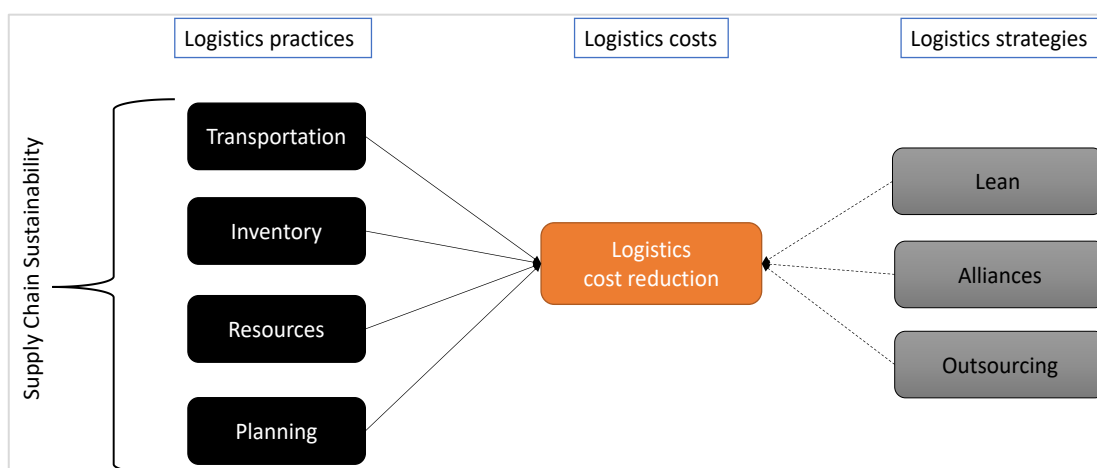 Logistics practices
Logistics costs
Logistics strategies
Supply Chain Sustainability
Transportation
Inventory
Resources
Planning
Logistics
cost reduction
Lean
Alliances
Outsourcing